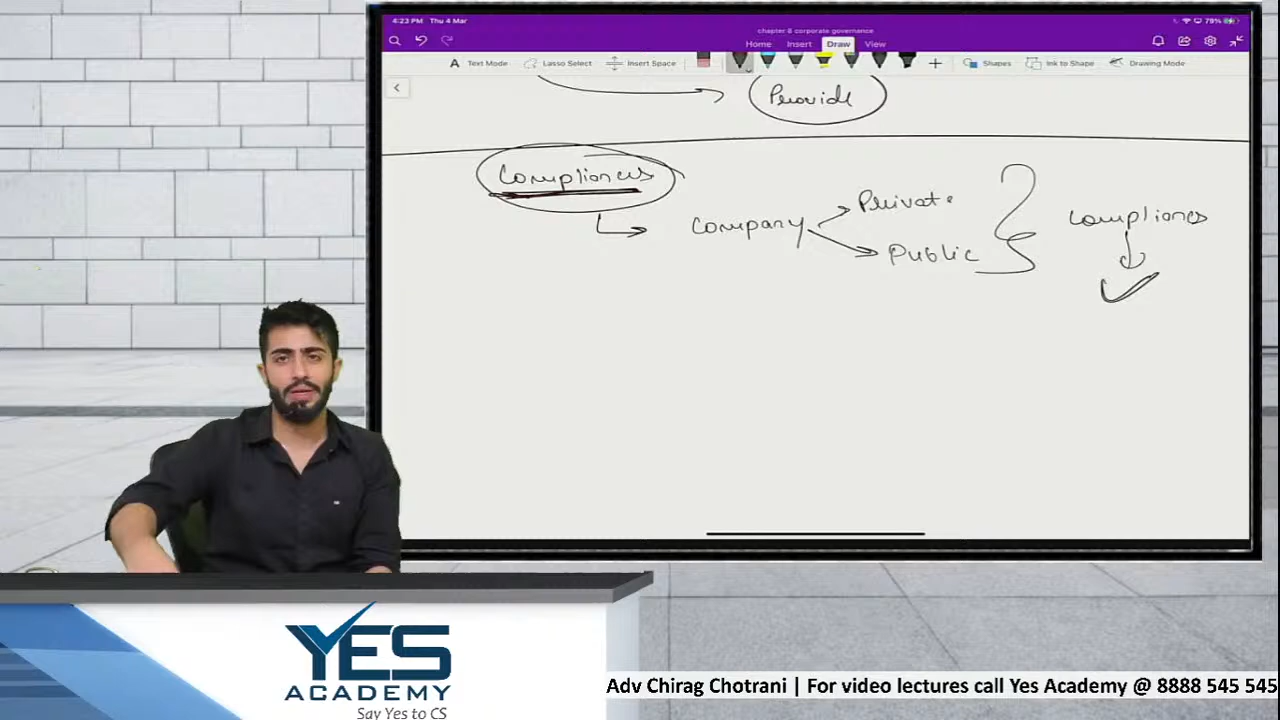 4:23 PM Thu 4 Mar
79%
chapter 8 corporate governance
Home Insert Draw View
Text Mode Lasso Select Insert Space Shapes Ink to Shape Drawing Mode
Provide
Compliances
Company
Private
Public
Compliances
YES
ACADEMY
Say Yes to CS
Adv Chirag Chotrani | For video lectures call Yes Academy @ 8888 545 545